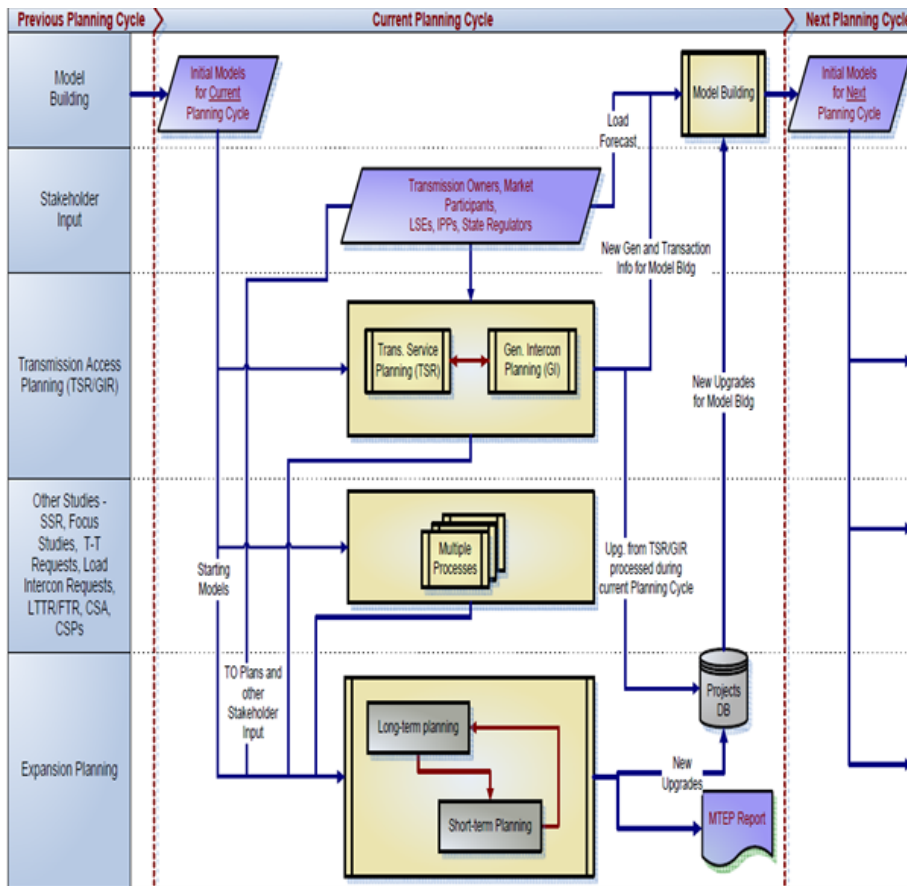 Previous Planning Cycle
Current Planning Cycle
Next Planning Cycle
Model
Building
Initial Models
for Current
Planning Cycle
Load
Forecast
Model Building
Initial Models
for Next
Planning Cycle
Stakeholder
Input
Transmission Owners, Market
Participants,
LSEs, IPPs, State Regulators
New Gen and Transaction
Info for Model Bldg
Transmission Access
Planning (TSR/GIR)
Trans. Service
Planning (TSR)
Gen. Intercon
Planning (GI)
New Upgrades
for Model Bldg
Other Studies -
SSR, Focus
Studies, T-T
Requests, Load
Intercon Requests,
LTTR/FTR, CSA,
CSPs
Starting
Models
Multiple
Processes
Upg. from TSR/GIR
processed during
current Planning Cycle
Expansion Planning
TO Plans and
other
Stakeholder
Input
Long-term planning
Short-term Planning
New
Upgrades
Projects
DB
MTEP Report